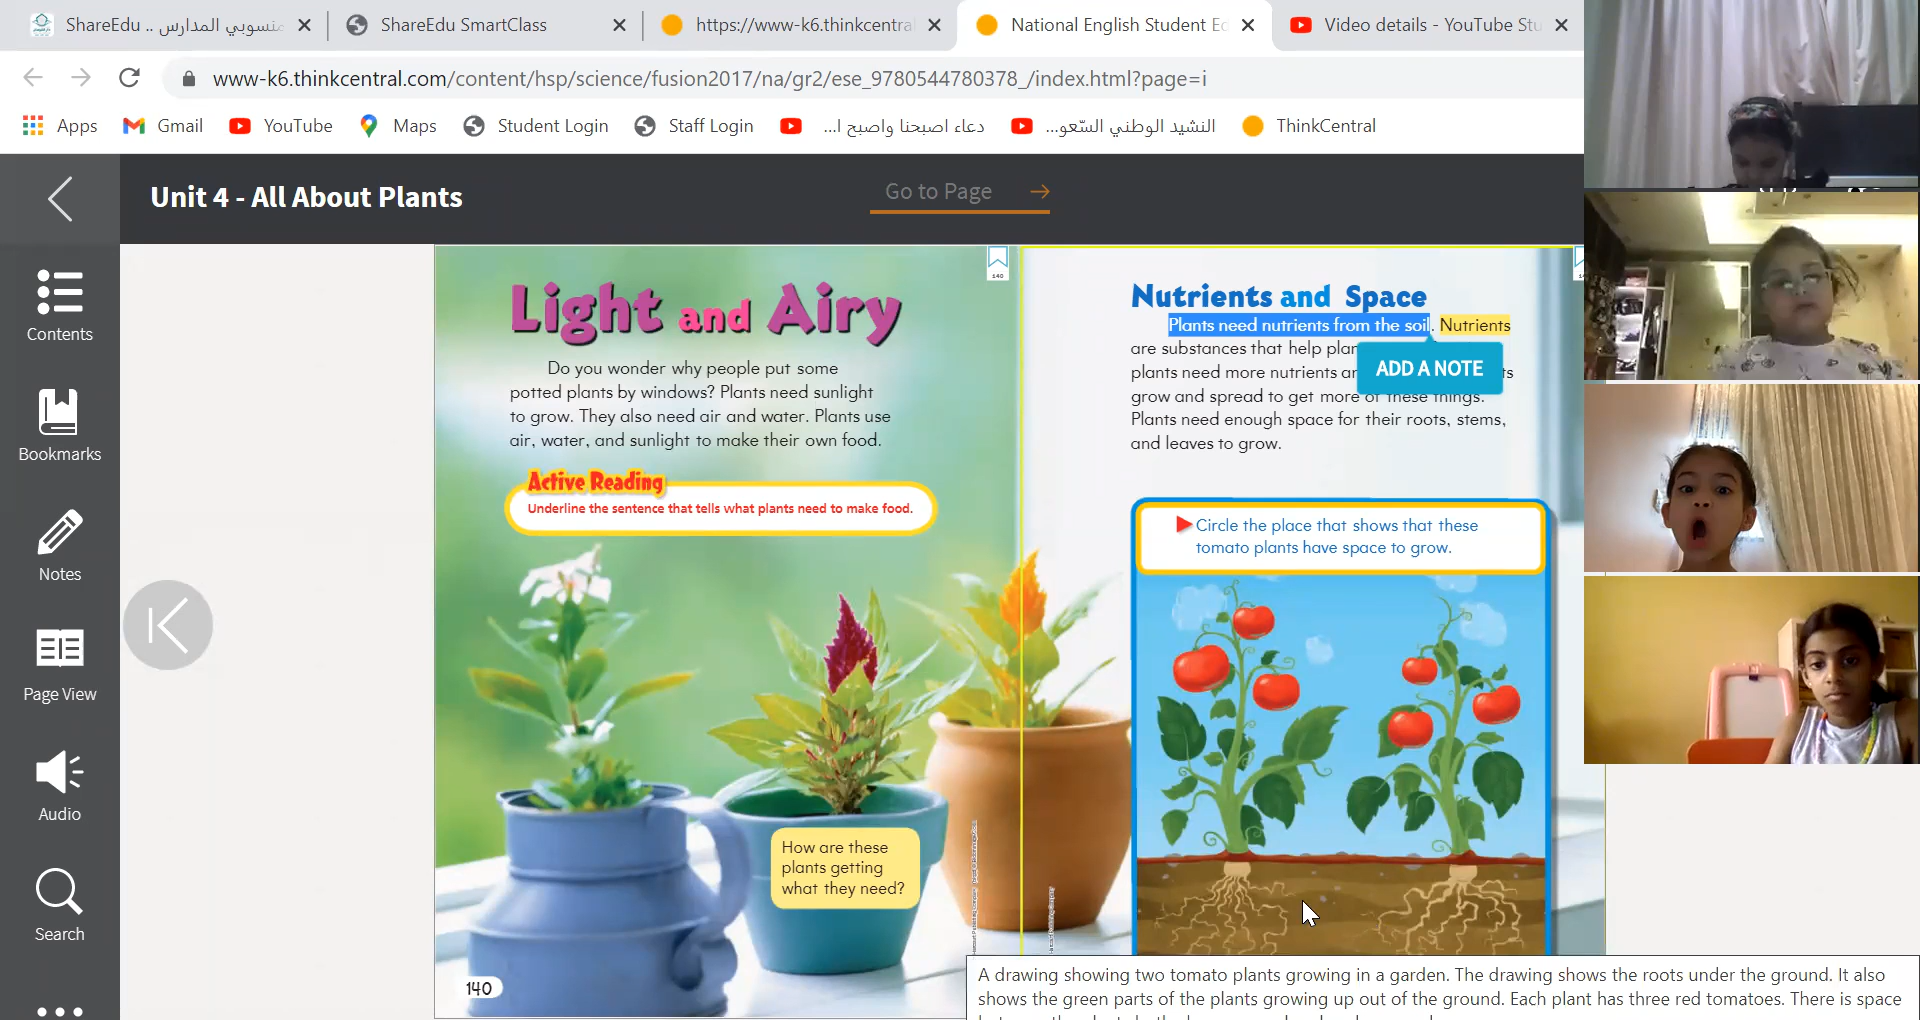 ShareEdu .. منسوبي المدارس
ShareEdu SmartClass
https://www-k6.thinkcentral
National English Student Ed
Video details - YouTube Stu
www-k6.thinkcentral.com/content/hsp/science/fusion2017/na/gr2/ese_9780544780378_/index.html?page=i
Apps
Gmail
YouTube
Maps
Student Login
Staff Login
دعاء اصبحنا واصبح ا...
النشيد الوطني السّعو...
ThinkCentral
Unit 4 - All About Plants
Go to Page
Contents
Bookmarks
Notes
Page View
Audio
Search
140
Light and Airy
Do you wonder why people put some
potted plants by windows? Plants need sunlight
to grow. They also need air and water. Plants use
air, water, and sunlight to make their own food.
Active Reading
Underline the sentence that tells what plants need to make food.
How are these
plants getting
what they need?
140
Nutrients and Space
Plants need nutrients from the soil. Nutrients
are substances that help
plants need more nutrients
ADD A NOTE
grow and spread to get more of these things.
Plants need enough space for their roots, stems,
and leaves to grow.
Circle the place that shows that these
tomato plants have space to grow.
A drawing showing two tomato plants growing in a garden. The drawing shows the roots under the ground. It also
shows the green parts of the plants growing up out of the ground. Each plant has three red tomatoes. There is space